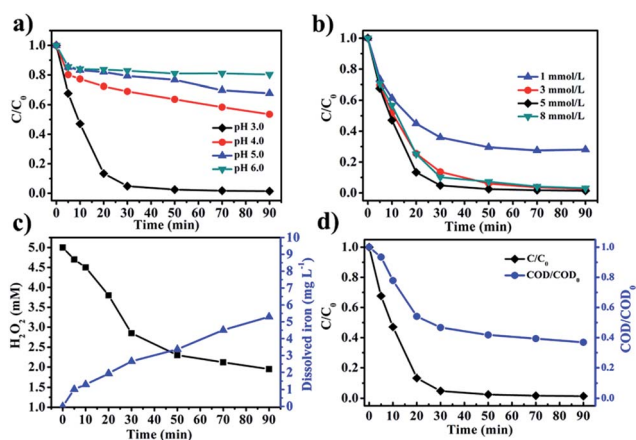 a)
C/C0
1.0
0.8
0.6
0.4
0.2
0.0
pH 3.0
pH 4.0
pH 5.0
pH 6.0
0 10 20 30 40 50 60 70 80 90
Time (min)
b)
C/C0
1.0
0.8
0.6
0.4
0.2
0.0
1 mmol/L
3 mmol/L
5 mmol/L
8 mmol/L
0 10 20 30 40 50 60 70 80 90
Time (min)
c)
H2O2 (mM)
5.0
4.5
4.0
3.5
3.0
2.5
2.0
1.5
1.0
10
9
8
7
6
5
4
3
2
1
0
Dissolved iron (mg L-1)
0 10 20 30 40 50 60 70 80 90
Time (min)
d)
C/C0
1.0
0.8
0.6
0.4
0.2
0.0
C/C0
COD/COD0
1.0
0.8
0.6
0.4
0.2
0.0
COD/COD0
0 10 20 30 40 50 60 70 80 90
Time (min)